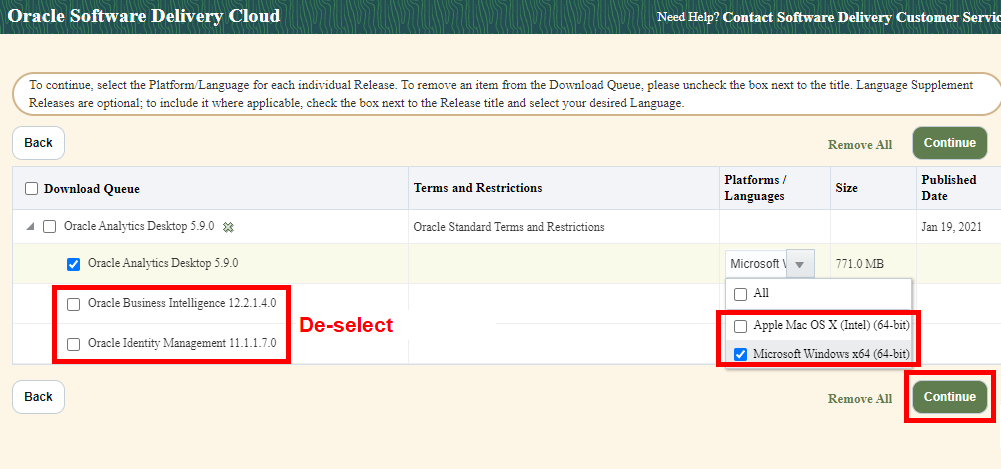 Oracle Software Delivery Cloud
Need Help? Contact Software Delivery Customer Servic
To continue, select the Platform/Language for each individual Release. To remove an item from the Download Queue, please uncheck the box next to the title. Language Supplement
Releases are optional; to include it where applicable, check the box next to the Release title and select your desired Language.
Back
Remove All
Continue
Download Queue
Terms and Restrictions
Platforms /
Languages
Size
Published
Date
Oracle Analytics Desktop 5.9.0
Oracle Standard Terms and Restrictions
Jan 19, 2021
Oracle Analytics Desktop 5.9.0
Microsoft W
771.0 MB
All
Oracle Business Intelligence 12.2.1.4.0
De-select
Apple Mac OS X (Intel) (64-bit)
Oracle Identity Management 11.1.1.7.0
Microsoft Windows x64 (64-bit)
Back
Remove All
Continue